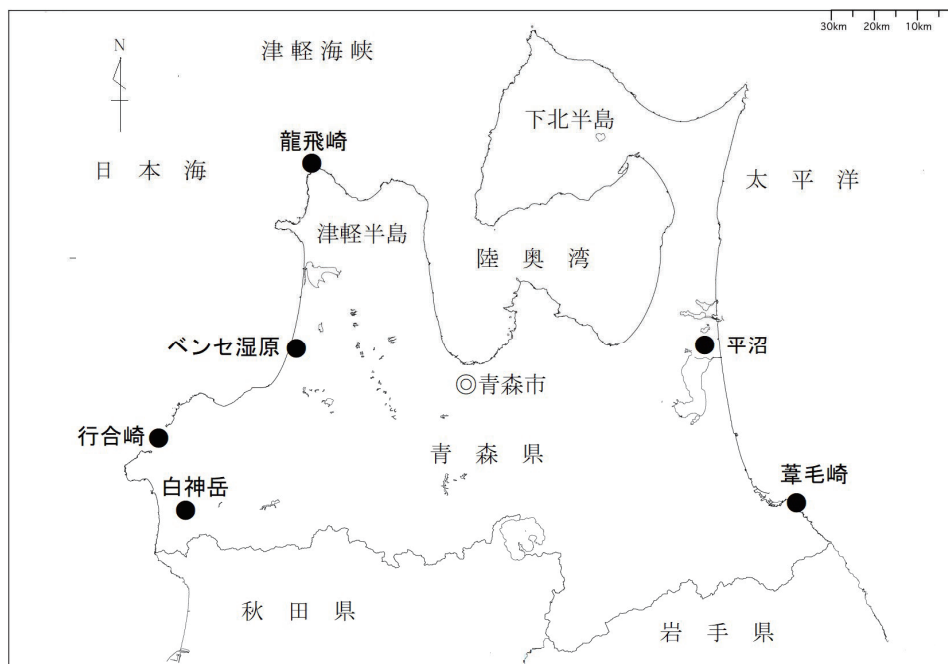 30km 20km 10km
N
津軽海峡
下北半島
龍飛崎
日本海
太平洋
津軽半島
陸奥湾
ベンセ湿原
平沼
青森市
行合崎
青森県
白神岳
葦毛崎
秋田県
岩手県